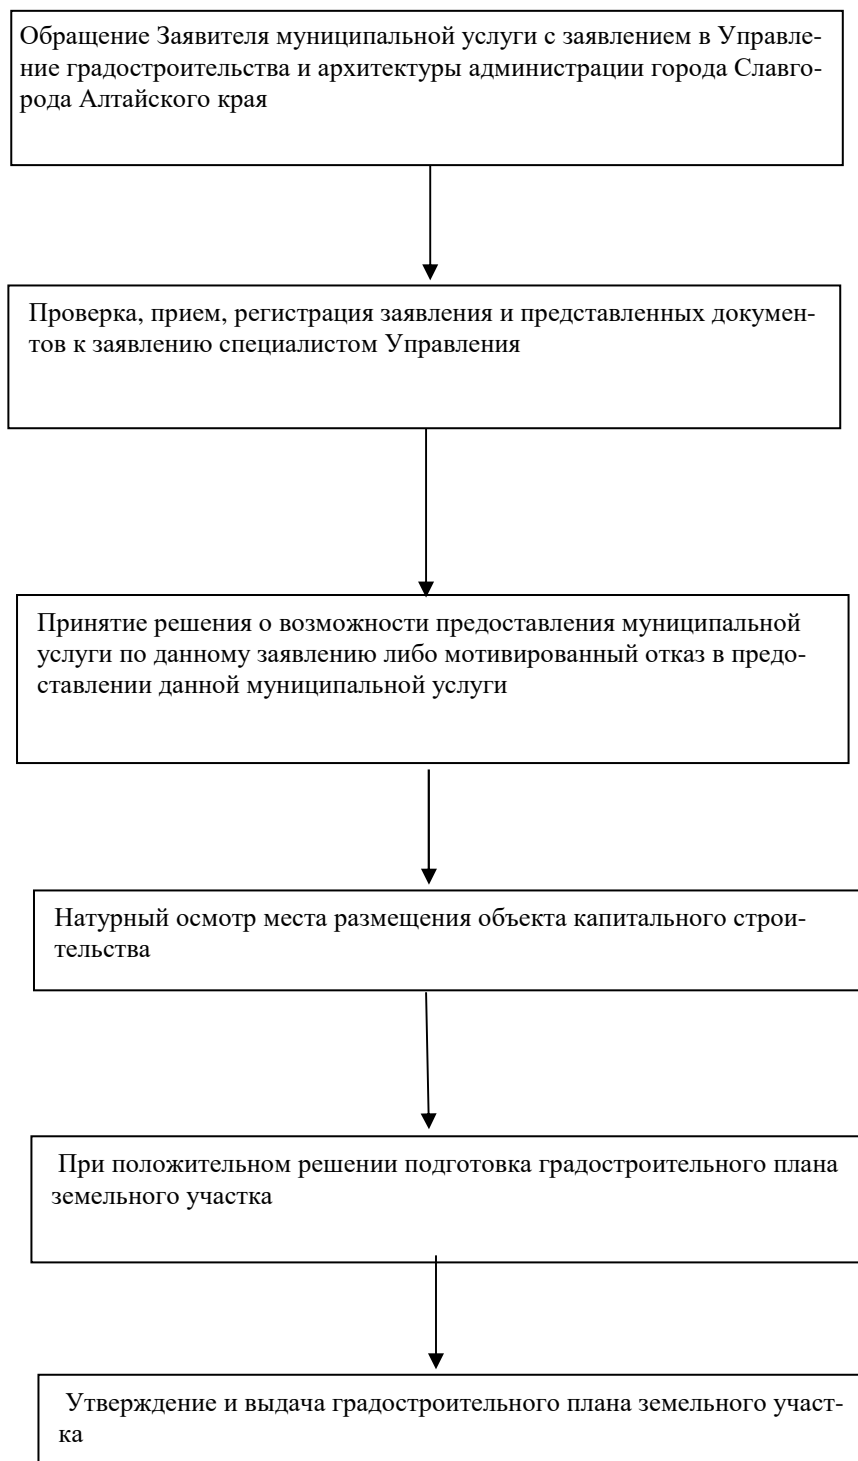 Обращение Заявителя муниципальной услуги с заявлением в Управле-
ние градостроительства и архитектуры администрации города Славго-
рода Алтайского края
Проверка, прием, регистрация заявления и представленных докумен-
тов к заявлению специалистом Управления
Принятие решения о возможности предоставления муниципальной
услуги по данному заявлению либо мотивированный отказ в предо-
ставлении данной муниципальной услуги
Натурный осмотр места размещения объекта капитального строи-
тельства
При положительном решении подготовка градостроительного плана
земельного участка
Утверждение и выдача градостроительного плана земельного участ-
ка